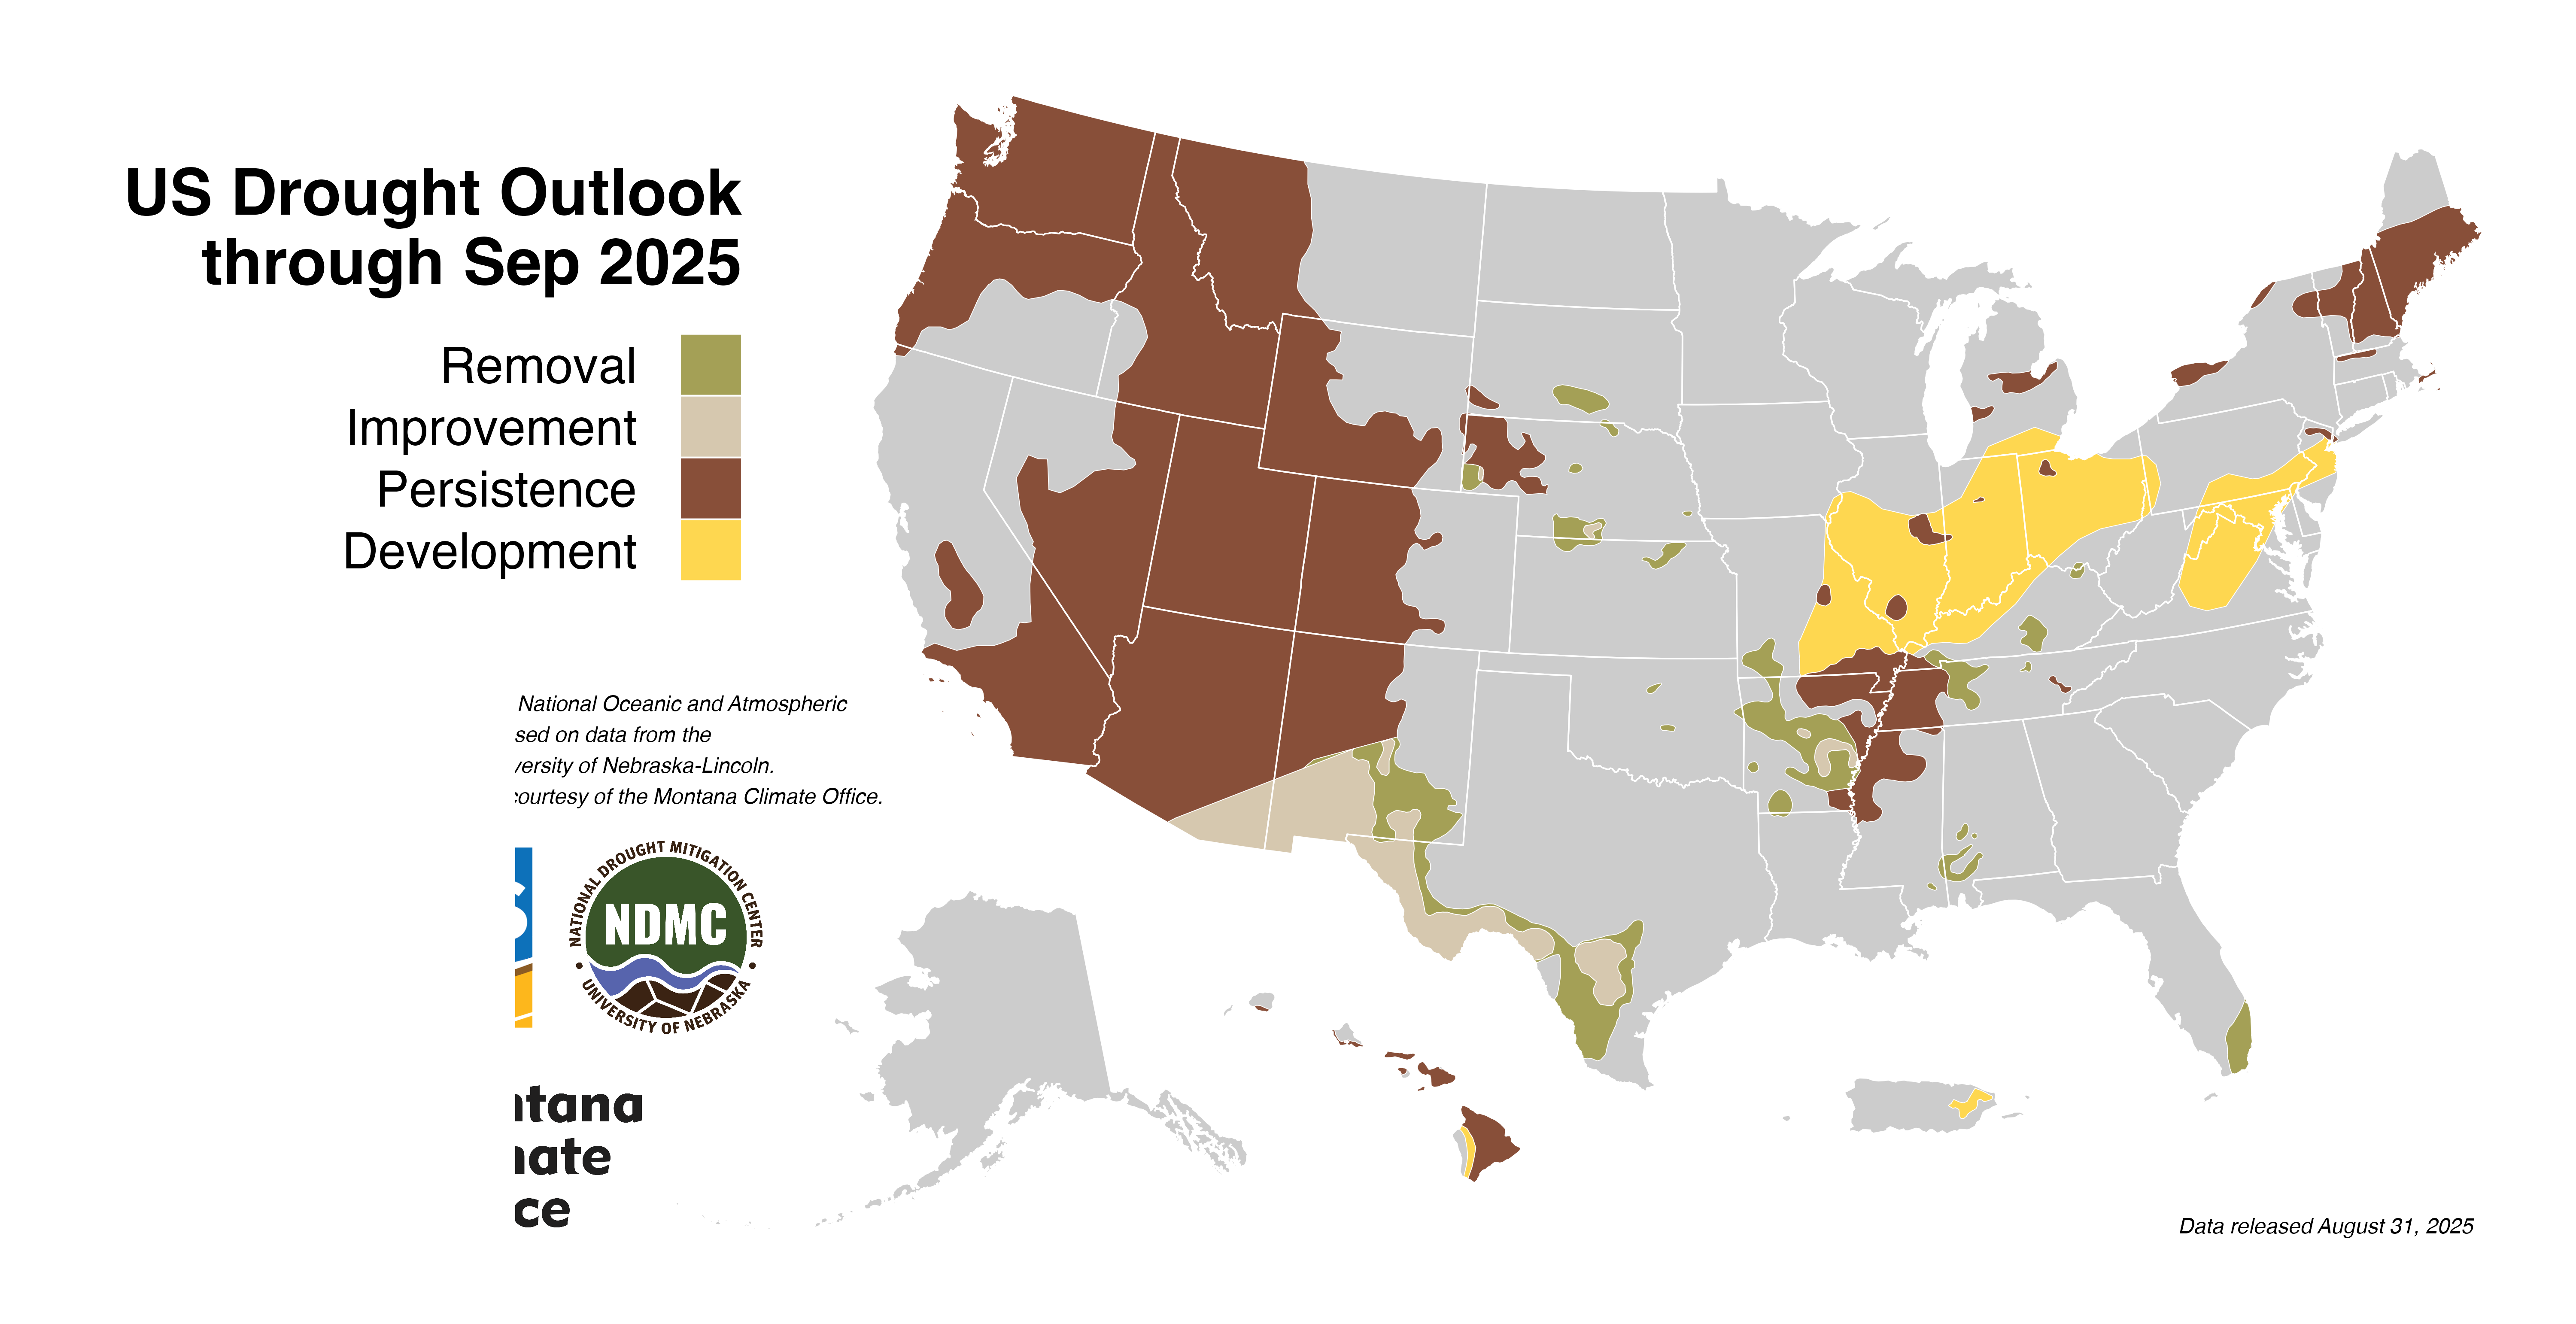 US Drought Outlook
through Sep 2025
Removal
Improvement
Persistence
Development
National Oceanic and Atmospheric
sed on data from the
versity of Nebraska-Lincoln.
courtesy of the Montana Climate Office.
NATIONAL DROUGHT MITIGATION CENTER
NDMC
UNIVERSITY OF NEBRASKA
ntana
nate
ce
Data released August 31, 2025